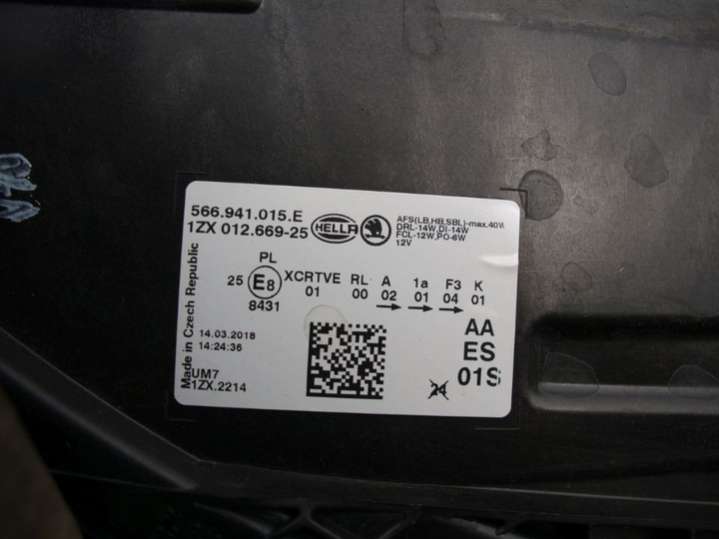 566.941.015.E
1ZX 012.669-25
HELLA
AFS(LB,HB,SBL)-max.40W
DRL-14W,DI-14W
FCL-12W,PO-6W
12V
PL
25 E8 XCRTVE RL A 1a F3 K
8431 01 00 02 01 04 01
Made in Czech Republic
14.03.2018
14:24:36
UM7
1ZX.2214
AA
ES
01S